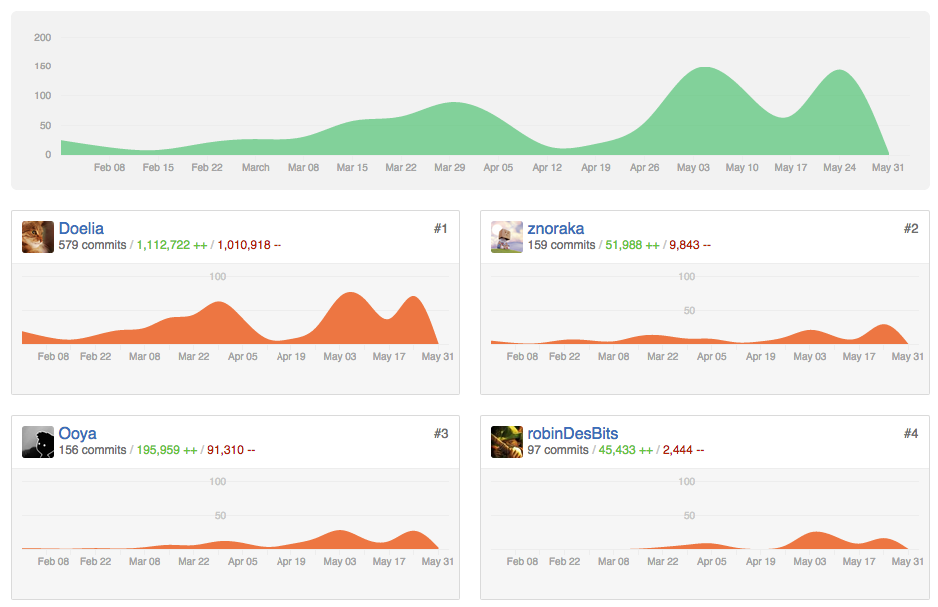 200
150
100
50
0
Feb 08 Feb 15 Feb 22 March Mar 08 Mar 15 Mar 22 Mar 29 Apr 05 Apr 12 Apr 19 Apr 26 May 03 May 10 May 17 May 24 May 31
Doelia #1
579 commits / 1,112,722 ++ / 1,010,918 --
100
Feb 08 Feb 22 Mar 08 Mar 22 Apr 05 Apr 19 May 03 May 17 May 31
znoraka #2
159 commits / 51,988 ++ / 9,843 --
100
50
Feb 08 Feb 22 Mar 08 Mar 22 Apr 05 Apr 19 May 03 May 17 May 31
Ooya #3
156 commits / 195,959 ++ / 91,310 --
100
50
Feb 08 Feb 22 Mar 08 Mar 22 Apr 05 Apr 19 May 03 May 17 May 31
robinDesBits #4
97 commits / 45,433 ++ / 2,444 --
100
50
Feb 08 Feb 22 Mar 08 Mar 22 Apr 05 Apr 19 May 03 May 17 May 31